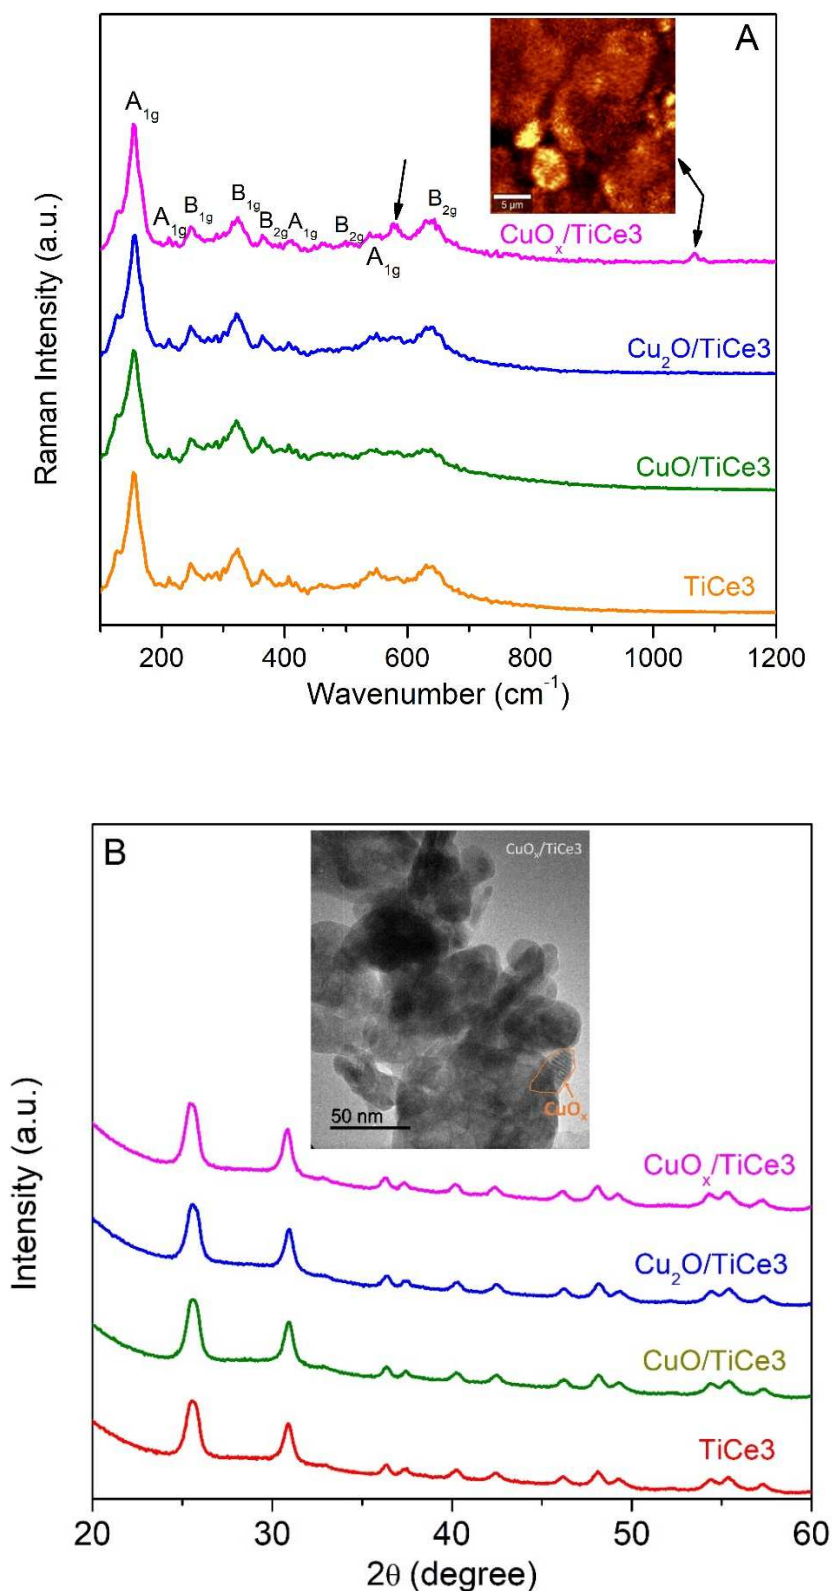 A
A1g
A1g
B1g
B1g
B2g
A1g
B2g
A1g
B2g
5 µm
CuOx/TiCe3
Cu2O/TiCe3
CuO/TiCe3
TiCe3
Raman Intensity (a.u.)
200 400 600 800 1000 1200
Wavenumber (cm-1)
B
CuOx/TiCe3
CuOx
50 nm
CuOx/TiCe3
Cu2O/TiCe3
CuO/TiCe3
TiCe3
Intensity (a.u.)
20 30 40 50 60
2θ (degree)